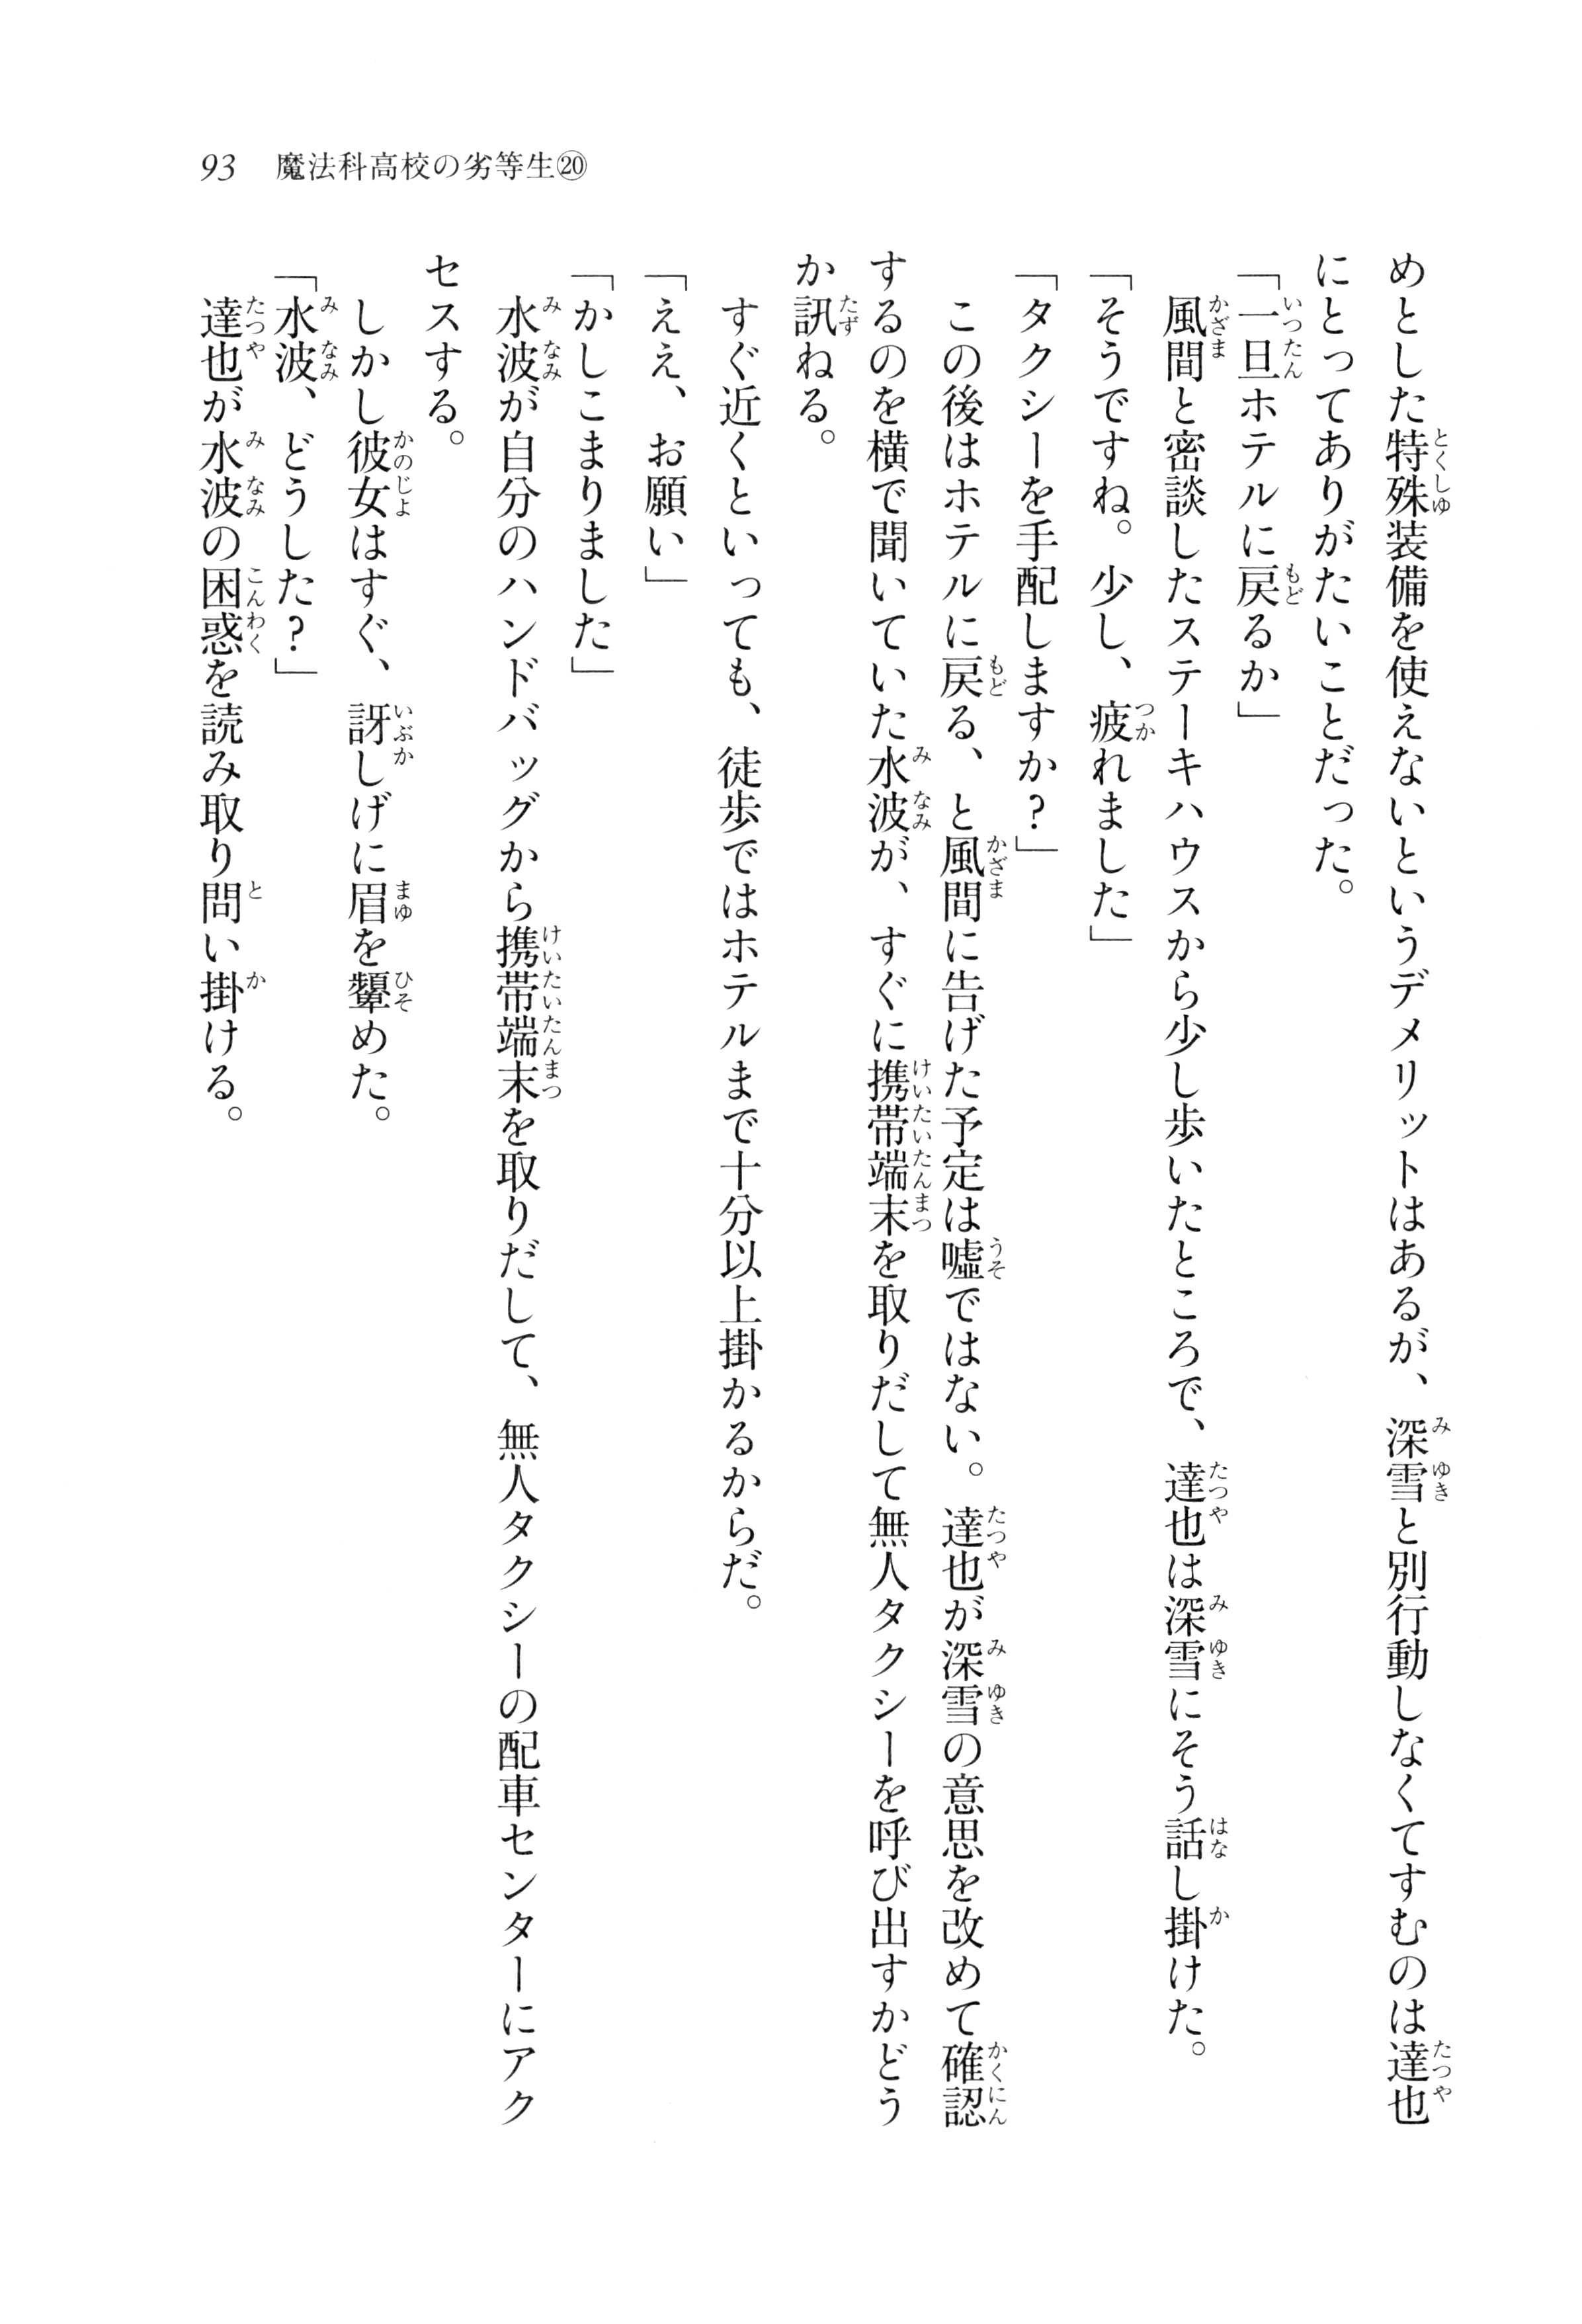 93 魔法科高校の劣等生⑳
めとした特殊装備を使えないというデメリットはあるが、深雪と別行動しなくてすむのは達也
にとってありがたいことだった。
「一旦ホテルに戻るか」
風間と密談したステーキハウスから少し歩いたところで、達也は深雪にそう話し掛けた。
「そうですね。少し、疲れました」
「タクシーを手配しますか？」
この後はホテルに戻る、と風間に告げた予定は嘘ではない。達也が深雪の意思を改めて確認
するのを横で聞いていた水波が、すぐに携帯端末を取りだして無人タクシーを呼び出すかどう
か訊ねる。
すぐ近くといっても、徒歩ではホテルまで十分以上掛かるからだ。
「ええ、お願い」
「かしこまりました」
水波が自分のハンドバッグから携帯端末を取りだして、無人タクシーの配車センターにアク
セスする。
しかし彼女はすぐ、訝しげに眉を顰めた。
「水波、どうした？」
達也が水波の困惑を読み取り問い掛ける。